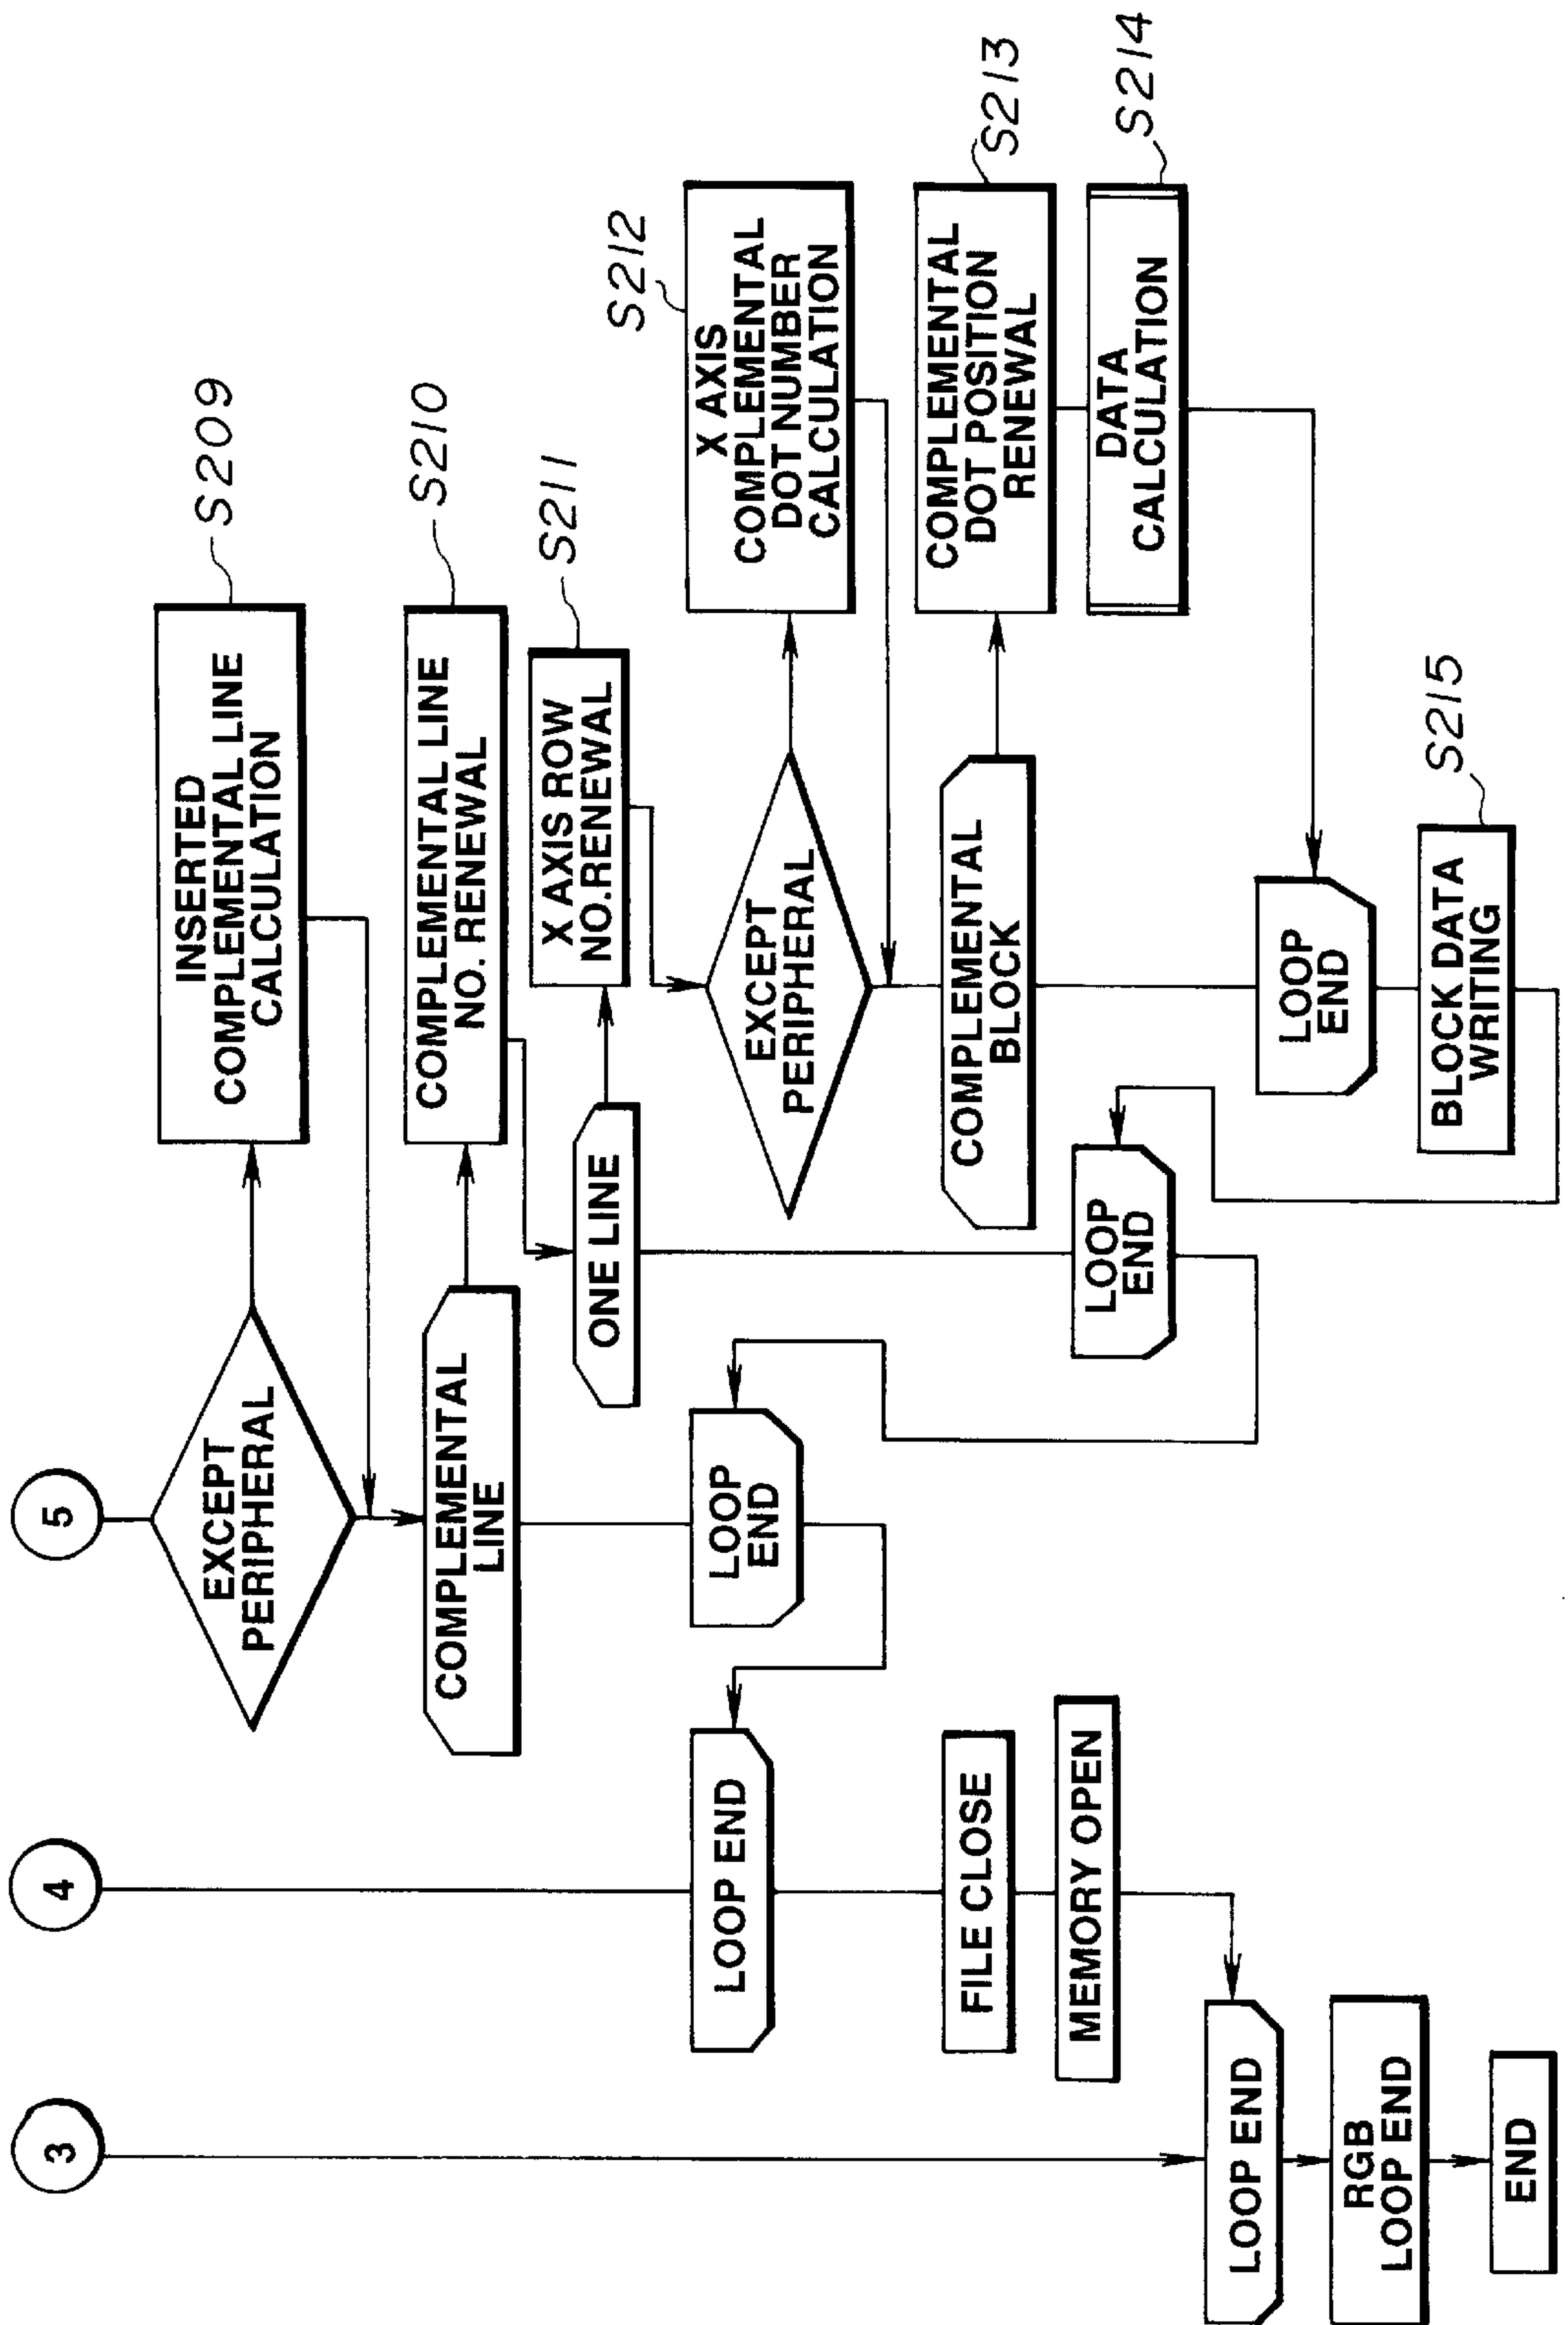 5
EXCEPT
PERIPHERAL
INSERTED
COMPLEMENTAL LINE
CALCULATION
S209
COMPLEMENTAL
LINE
COMPLEMENTAL LINE
NO. RENEWAL
S210
ONE LINE
X AXIS ROW
NO.RENEWAL
S211
EXCEPT
PERIPHERAL
X AXIS
COMPLEMENTAL
DOT NUMBER
CALCULATION
S212
COMPLEMENTAL
BLOCK
COMPLEMENTAL
DOT POSITION
RENEWAL
S213
DATA
CALCULATION
S214
LOOP
END
BLOCK DATA
WRITING
S215
LOOP
END
LOOP
END
4
LOOP END
FILE CLOSE
MEMORY OPEN
3
LOOP END
RGB
LOOP END
END